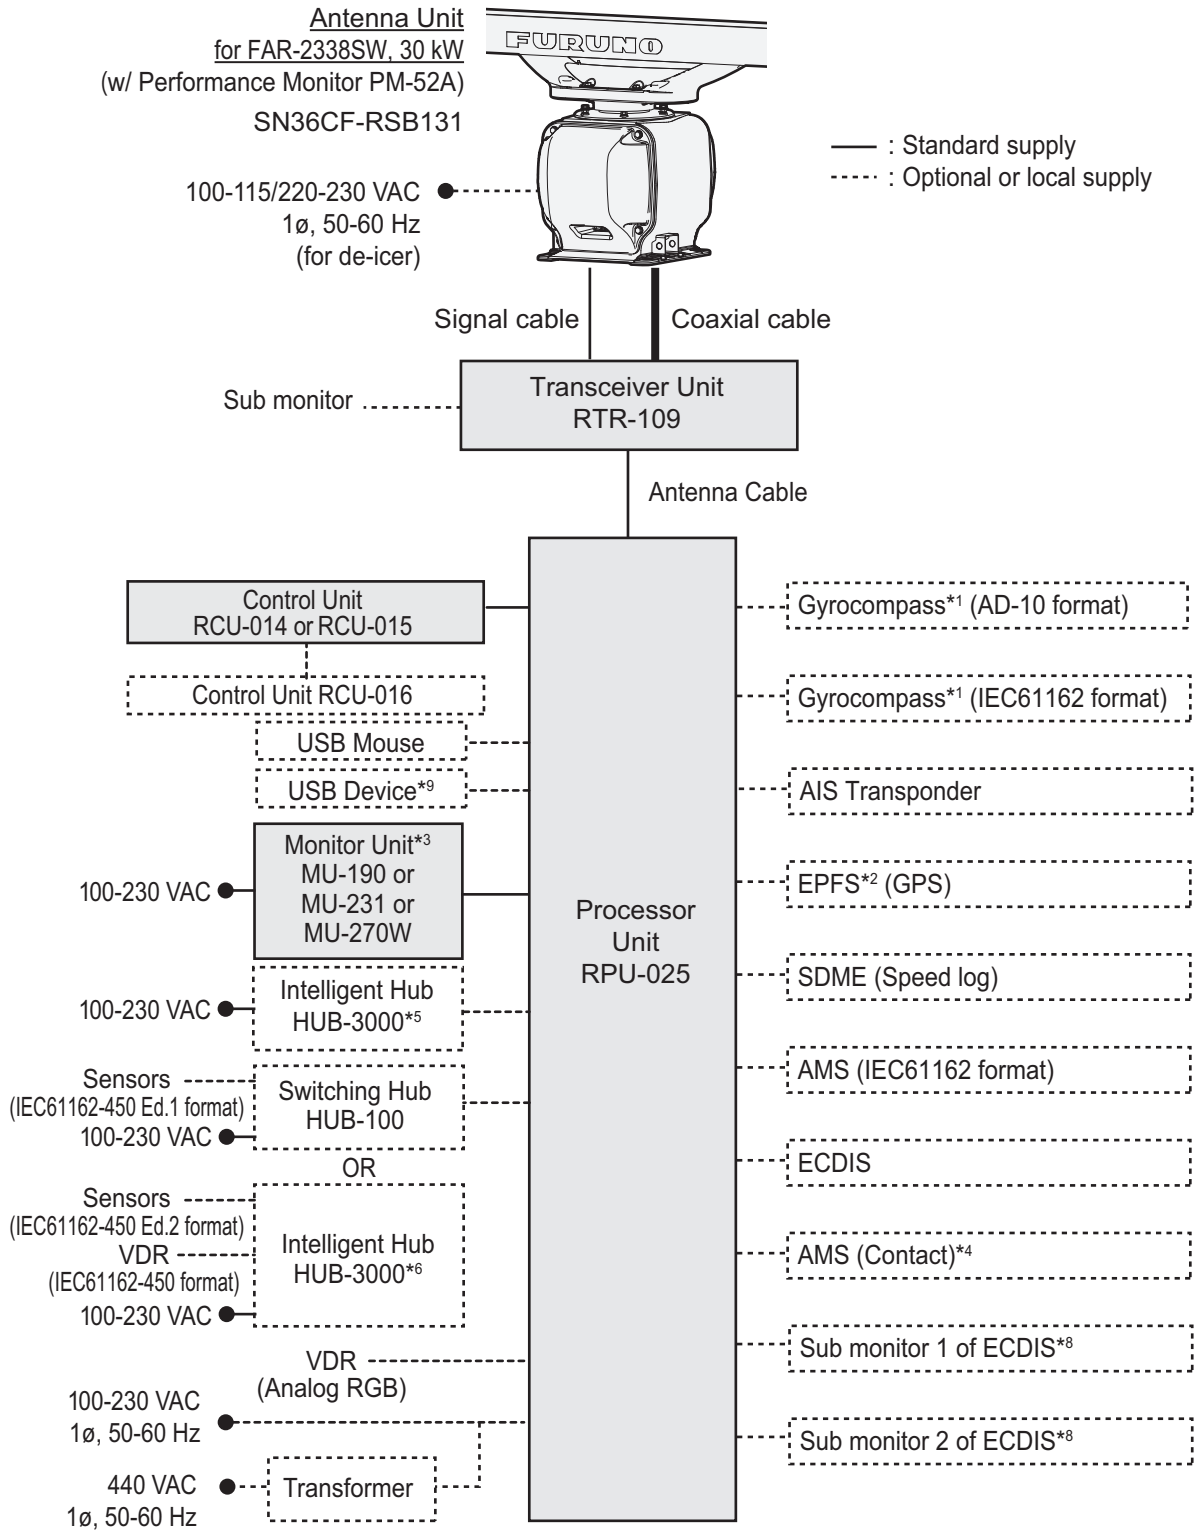 Antenna Unit
for FAR-2338SW, 30 kW
(w/ Performance Monitor PM-52A)
SN36CF-RSB131
FURUNO
100-115/220-230 VAC
1ø, 50-60 Hz
(for de-icer)
: Standard supply
: Optional or local supply
Signal cable
Coaxial cable
Transceiver Unit
RTR-109
Sub monitor
Antenna Cable
Processor
Unit
RPU-025
Control Unit
RCU-014 or RCU-015
Control Unit RCU-016
USB Mouse
USB Device*9
Monitor Unit*3
MU-190 or
MU-231 or
MU-270W
100-230 VAC
Intelligent Hub
HUB-3000*5
100-230 VAC
Sensors
(IEC61162-450 Ed.1 format)
100-230 VAC
Switching Hub
HUB-100
OR
Sensors
(IEC61162-450 Ed.2 format)
VDR
(IEC61162-450 format)
100-230 VAC
Intelligent Hub
HUB-3000*6
VDR
(Analog RGB)
100-230 VAC
1ø, 50-60 Hz
440 VAC
1ø, 50-60 Hz
Transformer
Gyrocompass*1 (AD-10 format)
Gyrocompass*1 (IEC61162 format)
AIS Transponder
EPFS*2 (GPS)
SDME (Speed log)
AMS (IEC61162 format)
ECDIS
AMS (Contact)*4
Sub monitor 1 of ECDIS*8
Sub monitor 2 of ECDIS*8